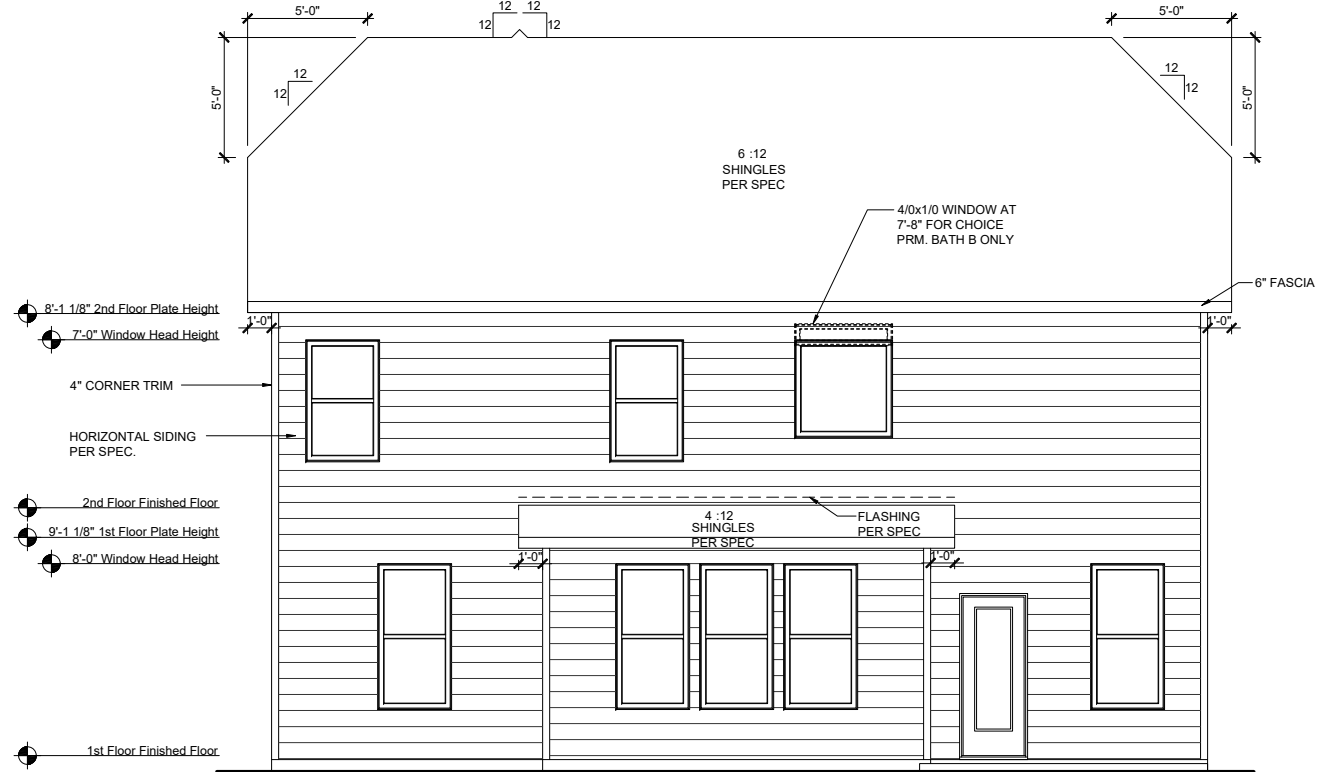 5'-0"
12 12
12 12
5'-0"
5'-0"
12
12
12
12
5'-0"
6 :12
SHINGLES
PER SPEC
4/0x1/0 WINDOW AT
7'-8" FOR CHOICE
PRM. BATH B ONLY
6" FASCIA
8'-1 1/8" 2nd Floor Plate Height
1'-0"
1'-0"
7'-0" Window Head Height
4" CORNER TRIM
HORIZONTAL SIDING
PER SPEC.
2nd Floor Finished Floor
4 :12
SHINGLES
PER SPEC
FLASHING
PER SPEC
9'-1 1/8" 1st Floor Plate Height
1'-0"
1'-0"
8'-0" Window Head Height
1st Floor Finished Floor